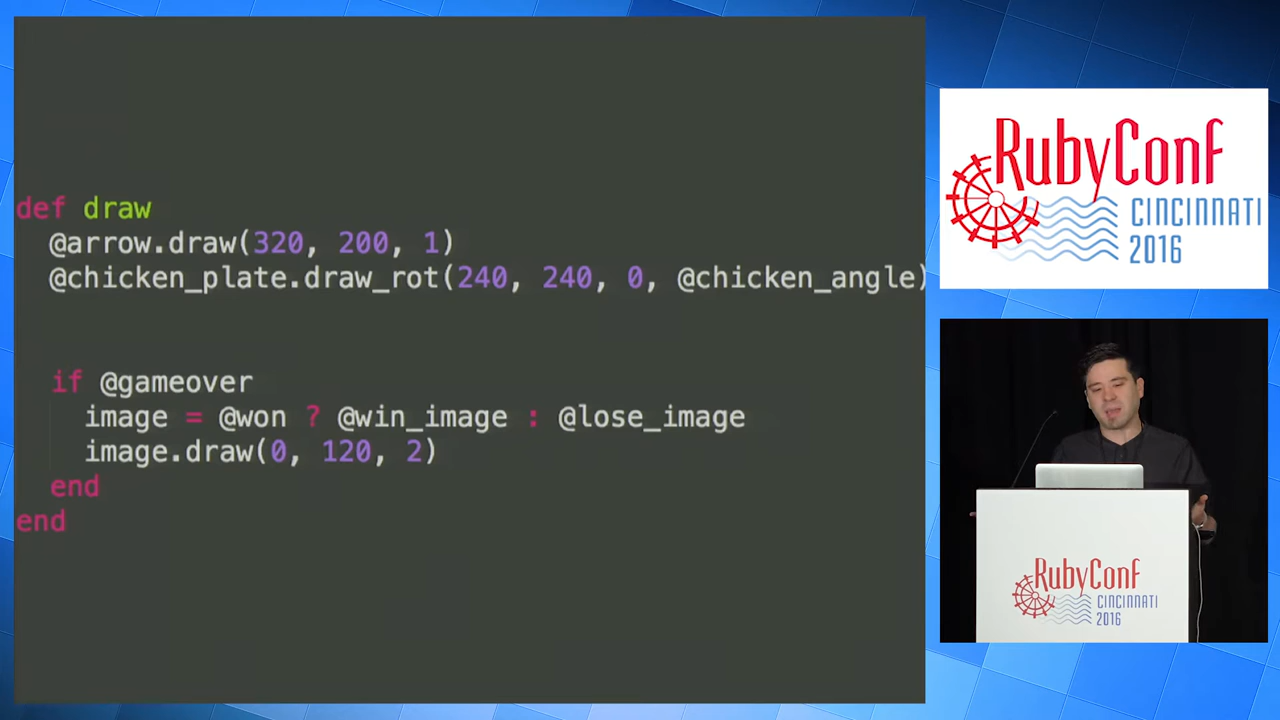 def draw
@arrow.draw(320, 200, 1)
@chicken_plate.draw_rot(240, 240, 0, @chicken_angle)
if @gameover
image = @won ? @win_image : @lose_image
image.draw(0, 120, 2)
end
end
RubyConf
CINCINNATI
2016
RubyConf
CINCINNATI
2016